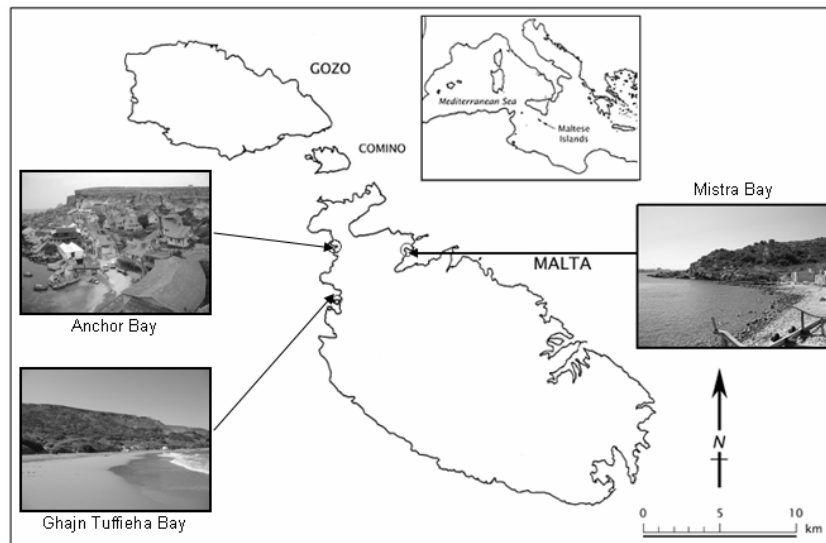 GOZO
COMINO
Mediterranean Sea
Maltese
Islands
Mistra Bay
MALTA
Anchor Bay
Ghajn Tuffieha Bay
N
0 5 10
km